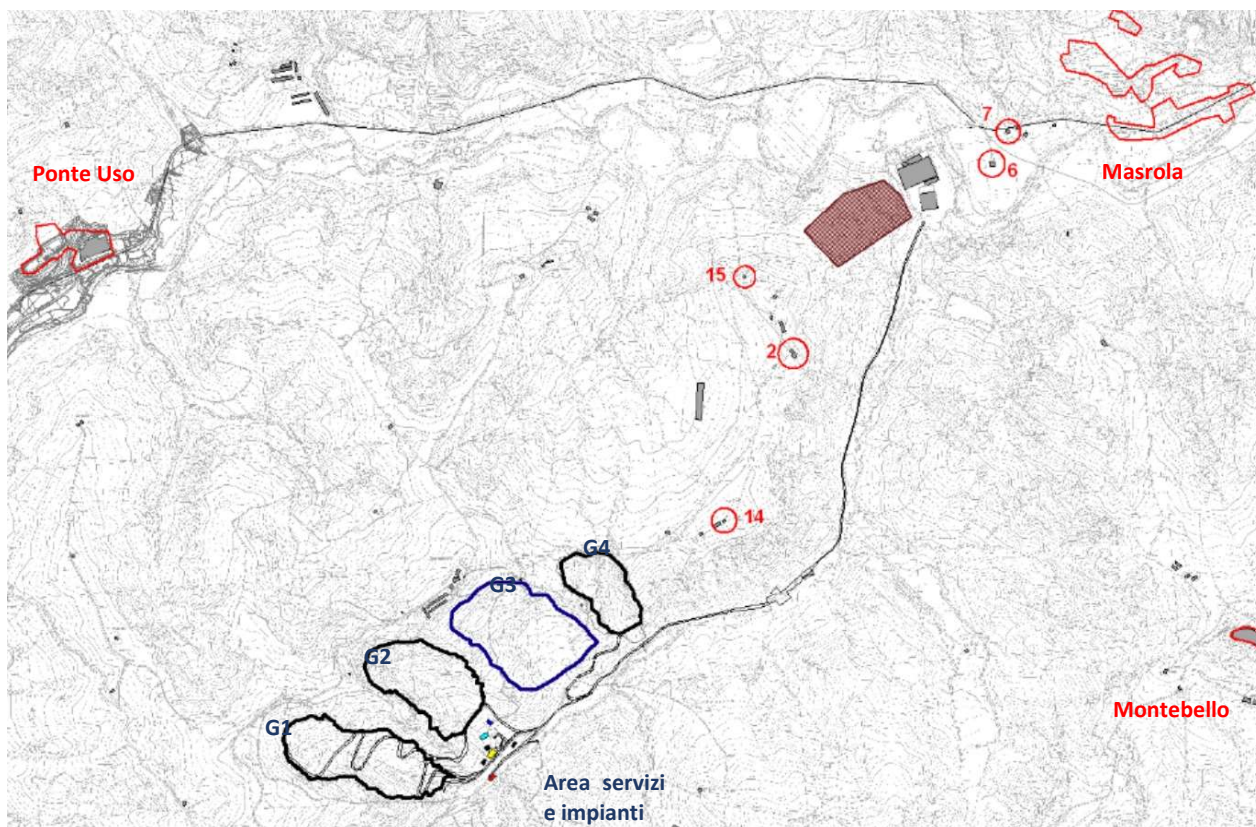 7
Ponte Uso
6
Masrola
15
2
14
G4
G3
G2
G1
Montebello
Area servizi
e impianti